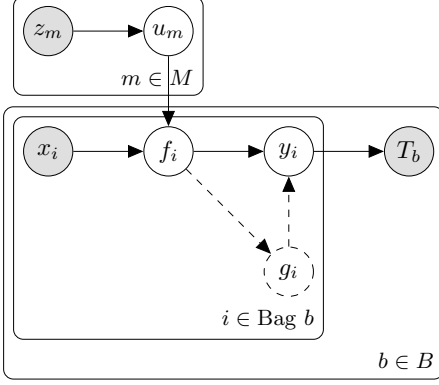 z_m u_m
m ∈ M
x_i f_i y_i T_b
g_i
i ∈ Bag b
b ∈ B